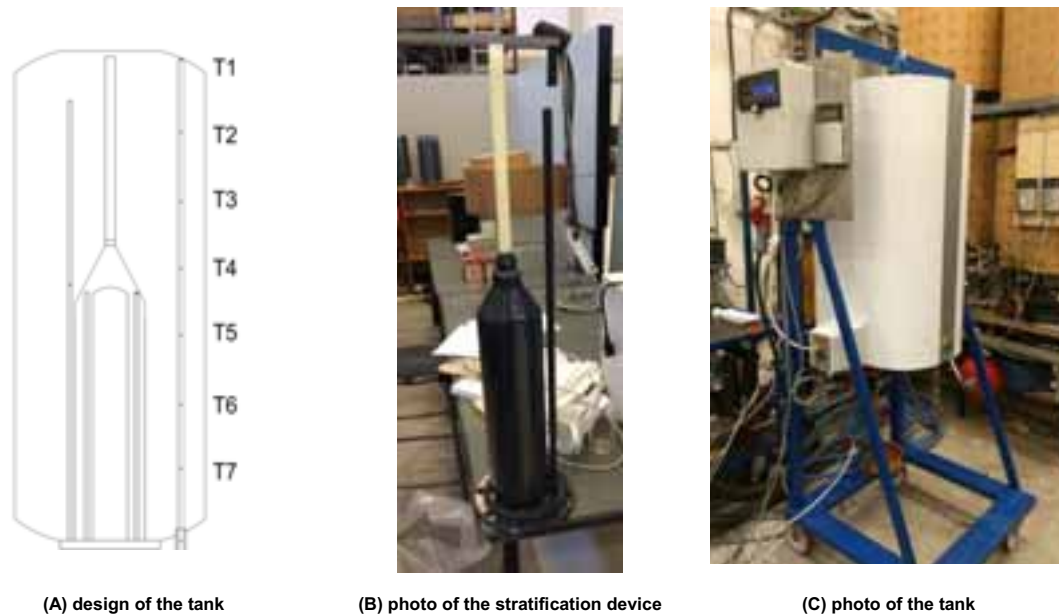 T1
T2
T3
T4
T5
T6
T7
(A) design of the tank
(B) photo of the stratification device
(C) photo of the tank